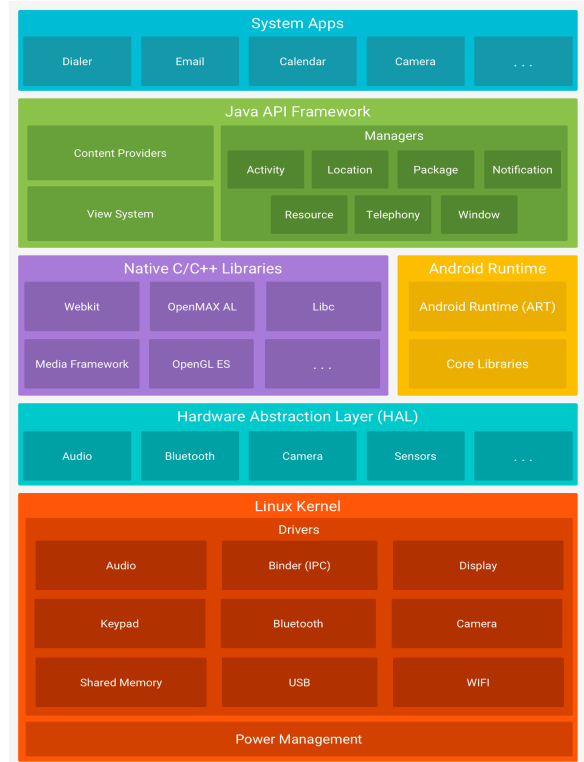 System Apps
Dialer Email Calendar Camera . . .
Java API Framework
Content Providers
View System
Managers
Activity Location Package Notification
Resource Telephony Window
Native C/C++ Libraries
Webkit OpenMAX AL Libc
Media Framework OpenGL ES . . .
Android Runtime
Android Runtime (ART)
Core Libraries
Hardware Abstraction Layer (HAL)
Audio Bluetooth Camera Sensors . . .
Linux Kernel
Drivers
Audio Binder (IPC) Display
Keypad Bluetooth Camera
Shared Memory USB WIFI
Power Management